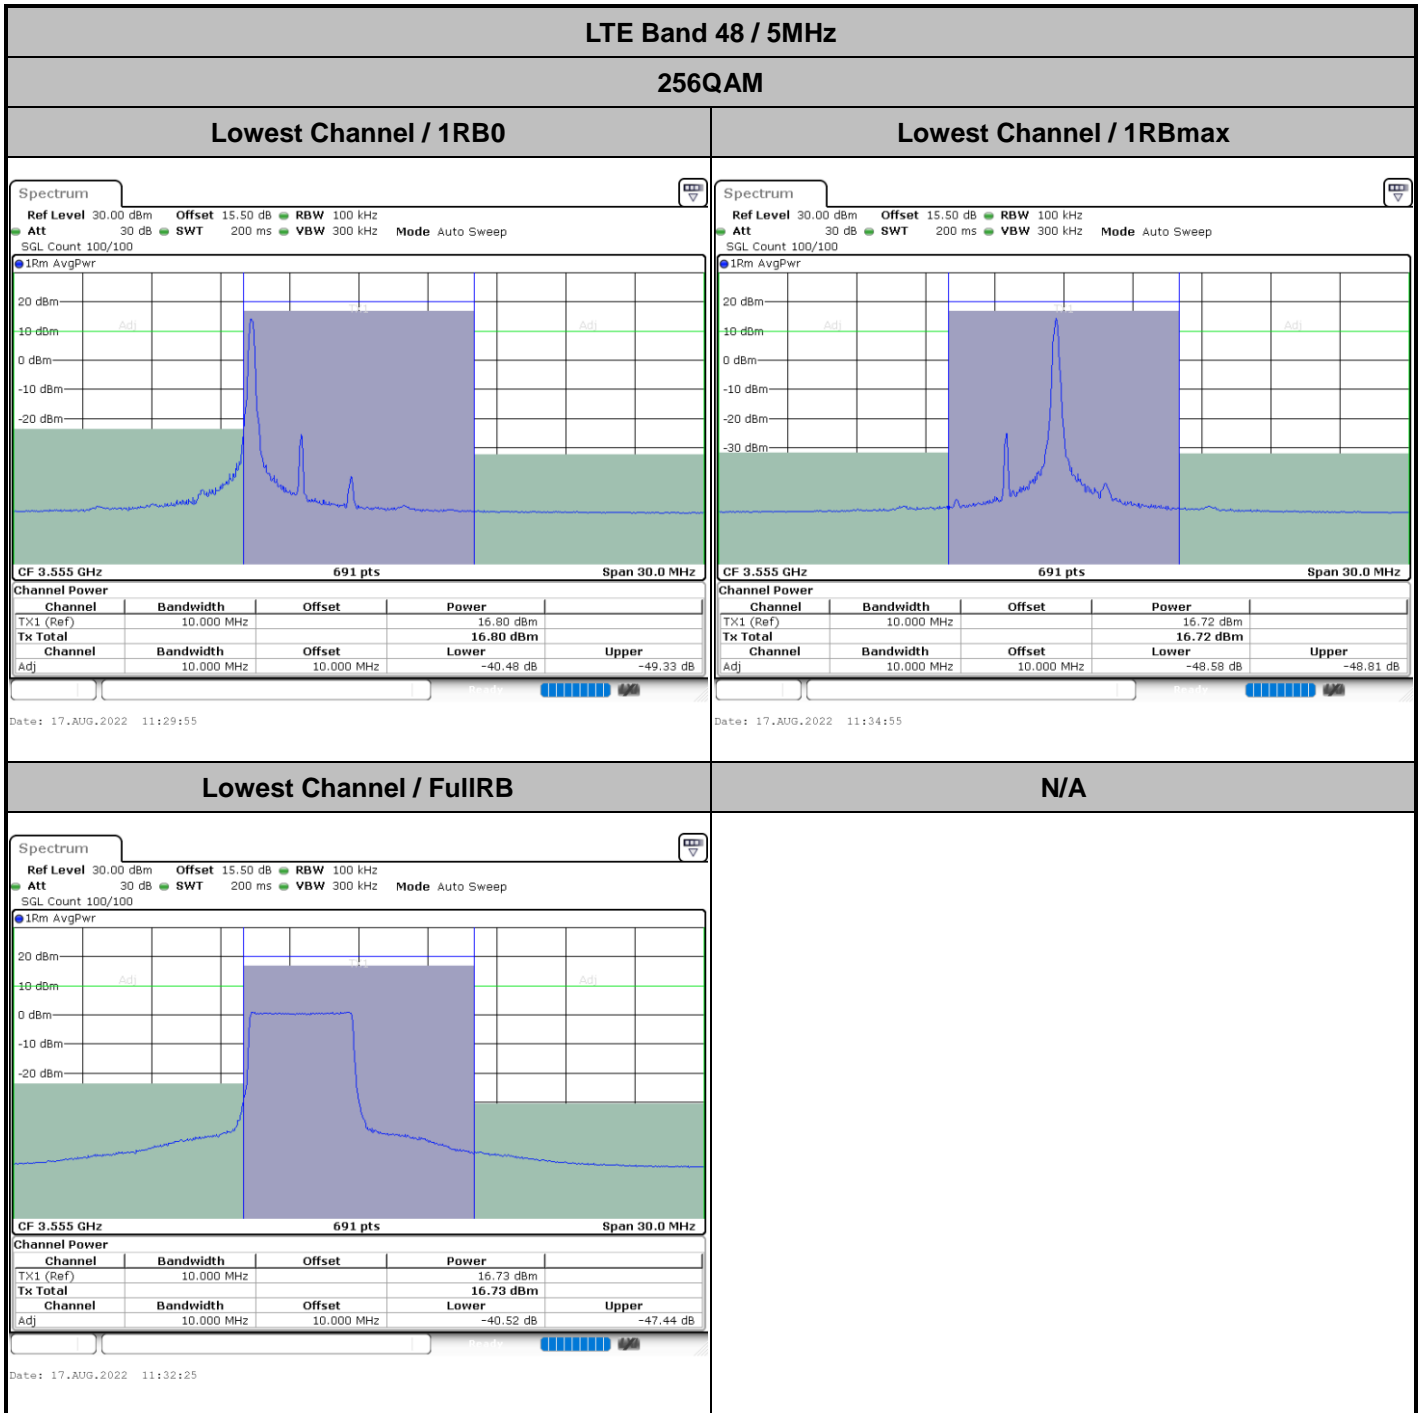 LTE Band 48 / 5MHz
256QAM
Lowest Channel / 1RB0
Lowest Channel / 1RBmax
Spectrum
Ref Level 30.00 dBm Offset 15.50 dB RBW 100 kHz
Att 30 dB SWT 200 ms VBW 300 kHz Mode Auto Sweep
SGL Count 100/100
1Rm AvgPwr
TX1
20 dBm
Adj
Adj
10 dBm
0 dBm
-10 dBm
-20 dBm
CF 3.555 GHz 691 pts Span 30.0 MHz
Channel Power
Channel Bandwidth Offset Power
TX1 (Ref) 10.000 MHz 16.80 dBm
Tx Total 16.80 dBm
Channel Bandwidth Offset Lower Upper
Adj 10.000 MHz 10.000 MHz -40.48 dB -49.33 dB
Ready
Date: 17.AUG.2022 11:29:55
Spectrum
Ref Level 30.00 dBm Offset 15.50 dB RBW 100 kHz
Att 30 dB SWT 200 ms VBW 300 kHz Mode Auto Sweep
SGL Count 100/100
1Rm AvgPwr
TX1
20 dBm
Adj
Adj
10 dBm
0 dBm
-10 dBm
-20 dBm
-30 dBm
CF 3.555 GHz 691 pts Span 30.0 MHz
Channel Power
Channel Bandwidth Offset Power
TX1 (Ref) 10.000 MHz 16.72 dBm
Tx Total 16.72 dBm
Channel Bandwidth Offset Lower Upper
Adj 10.000 MHz 10.000 MHz -48.58 dB -48.81 dB
Ready
Date: 17.AUG.2022 11:34:55
Lowest Channel / FullRB
N/A
Spectrum
Ref Level 30.00 dBm Offset 15.50 dB RBW 100 kHz
Att 30 dB SWT 200 ms VBW 300 kHz Mode Auto Sweep
SGL Count 100/100
1Rm AvgPwr
TX1
20 dBm
Adj
Adj
10 dBm
0 dBm
-10 dBm
-20 dBm
CF 3.555 GHz 691 pts Span 30.0 MHz
Channel Power
Channel Bandwidth Offset Power
TX1 (Ref) 10.000 MHz 16.73 dBm
Tx Total 16.73 dBm
Channel Bandwidth Offset Lower Upper
Adj 10.000 MHz 10.000 MHz -40.52 dB -47.44 dB
Ready
Date: 17.AUG.2022 11:32:25